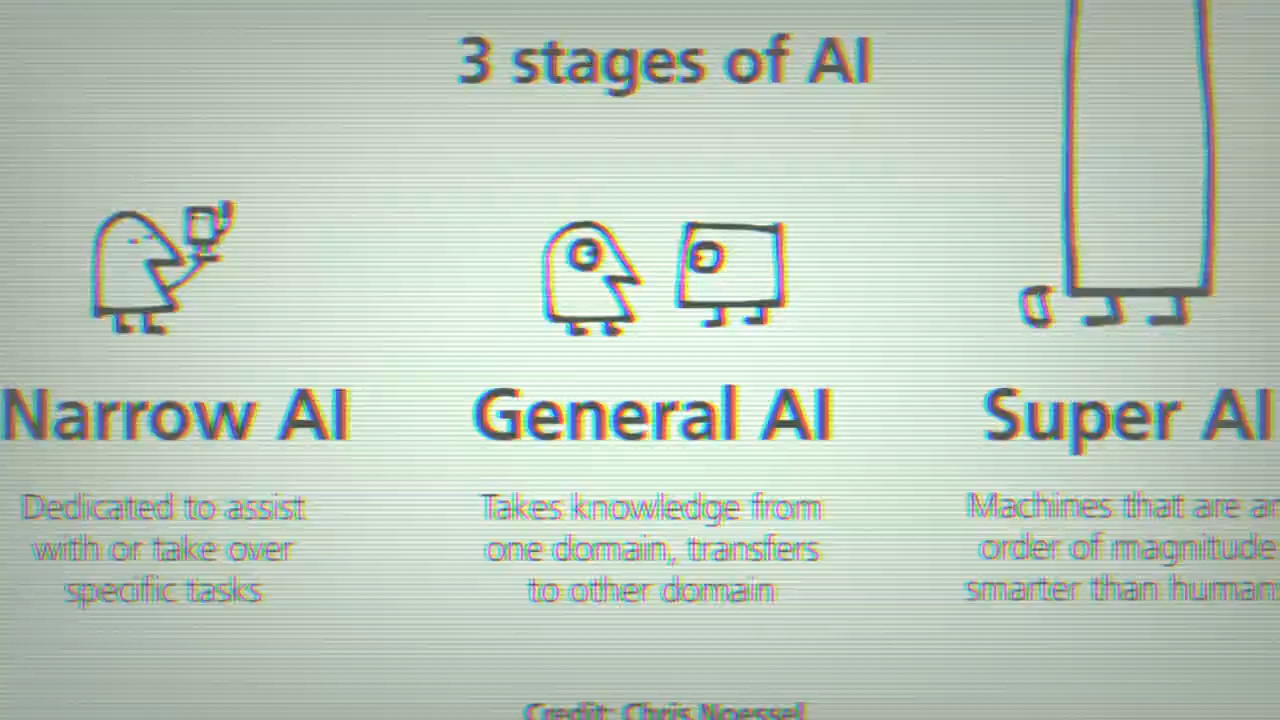 3 stages of AI
Narrow AI
Dedicated to assist
with or take over
specific tasks
General AI
Takes knowledge from
one domain, transfers
to other domain
Super AI
Machines that are an
order of magnitude
smarter than humans
Credit: Chris Noessel